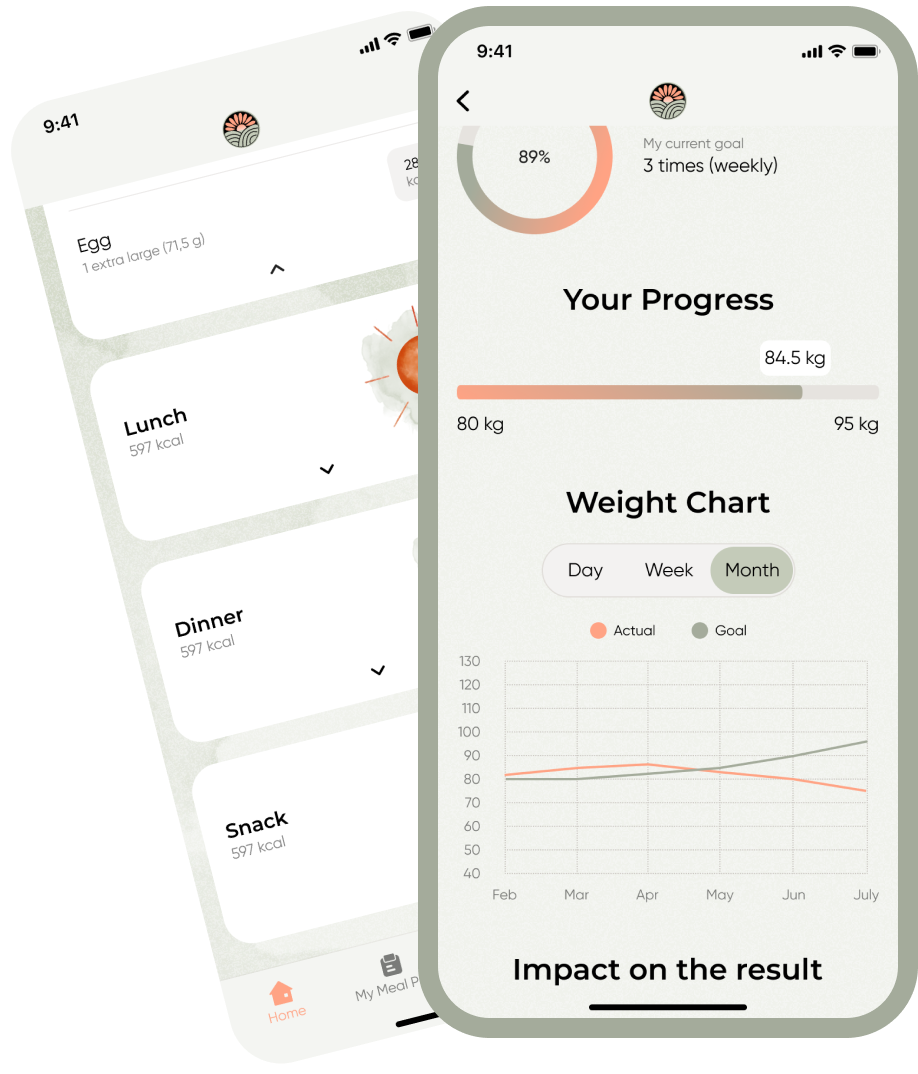 9:41
28
kc
Egg
1 extra large (71,5 g)
Lunch
597 kcal
Dinner
597 kcal
Snack
597 kcal
Home
My Meal P
9:41
89%
My current goal
3 times (weekly)
Your Progress
84.5 kg
80 kg 95 kg
Weight Chart
Day Week Month
Actual Goal
130
120
110
100
90
80
70
60
50
40
Feb Mar Apr May Jun July
Impact on the result